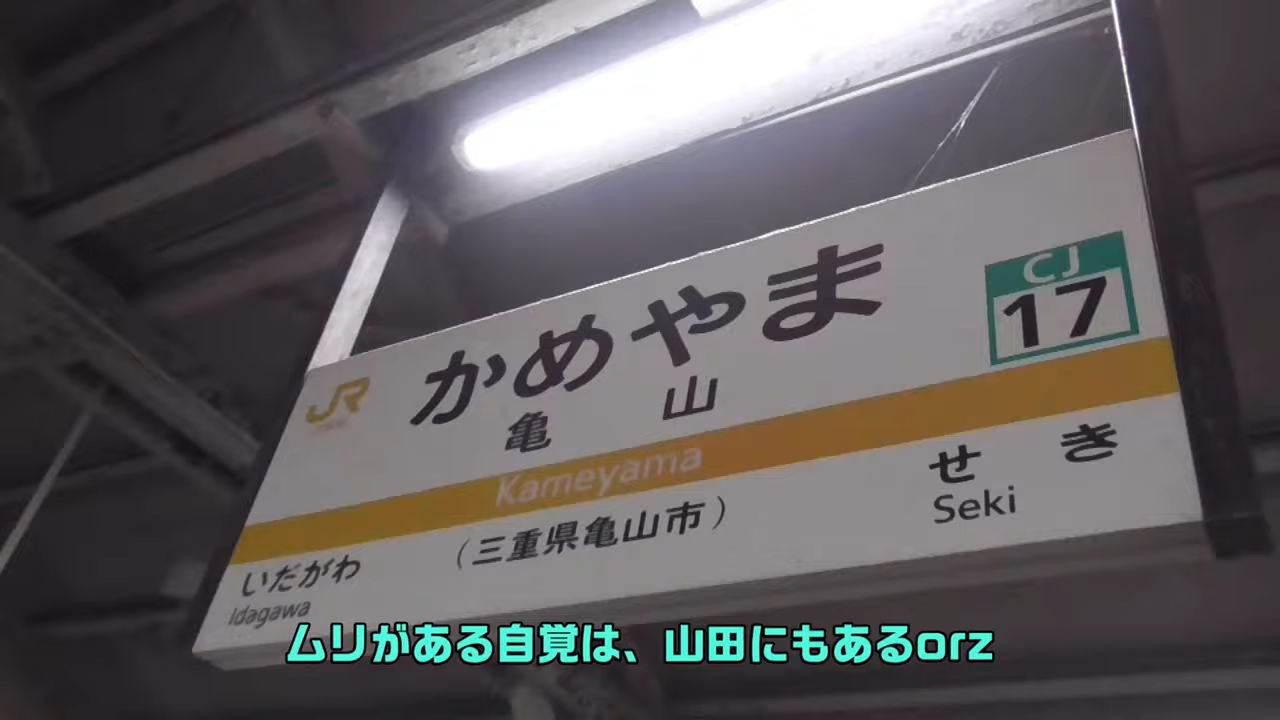 かめやま
CJ
17
JR
亀 山
Kameyama
(三重県亀山市)
せ き
Seki
いだがわ
Idagawa
ムリがある自覚は、山田にもあるorz